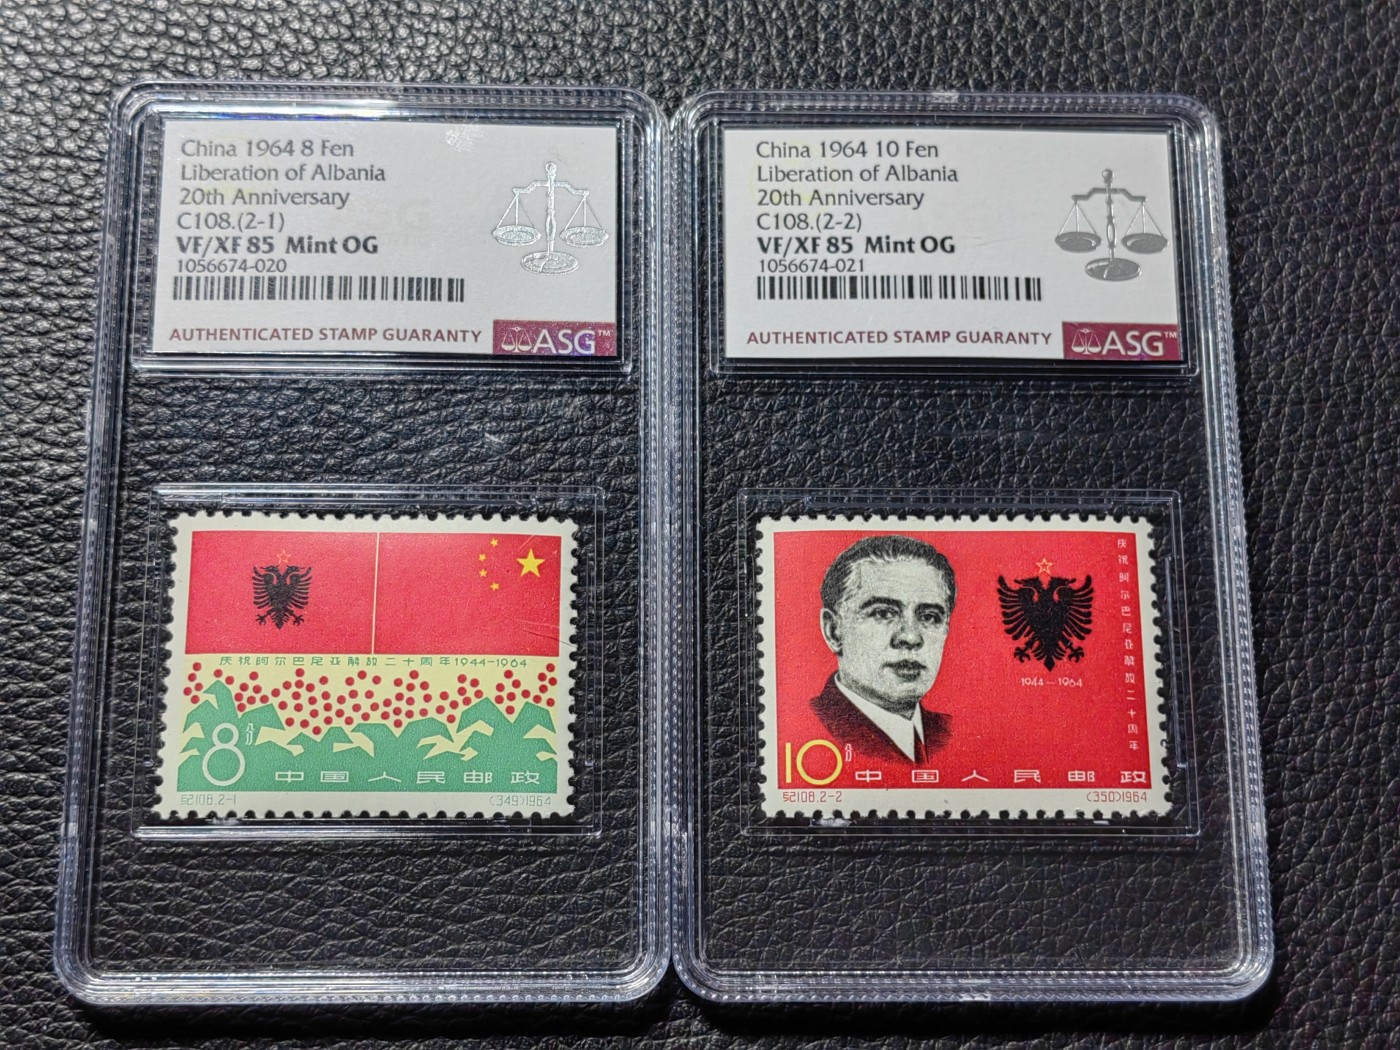 China 1964 8 Fen
Liberation of Albania
20th Anniversary
C108.(2-1)
VF/XF 85 Mint OG
1056674-020
AUTHENTICATED STAMP GUARANTY
ASG™
庆祝阿尔巴尼亚解放二十周年1944-1964
8分
中国人民邮政
纪108.2-1
(349)1964
China 1964 10 Fen
Liberation of Albania
20th Anniversary
C108.(2-2)
VF/XF 85 Mint OG
1056674-021
AUTHENTICATED STAMP GUARANTY
ASG™
庆祝阿尔巴尼亚解放二十周年
1944-1964
10分
中国人民邮政
纪108.2-2
(350)1964